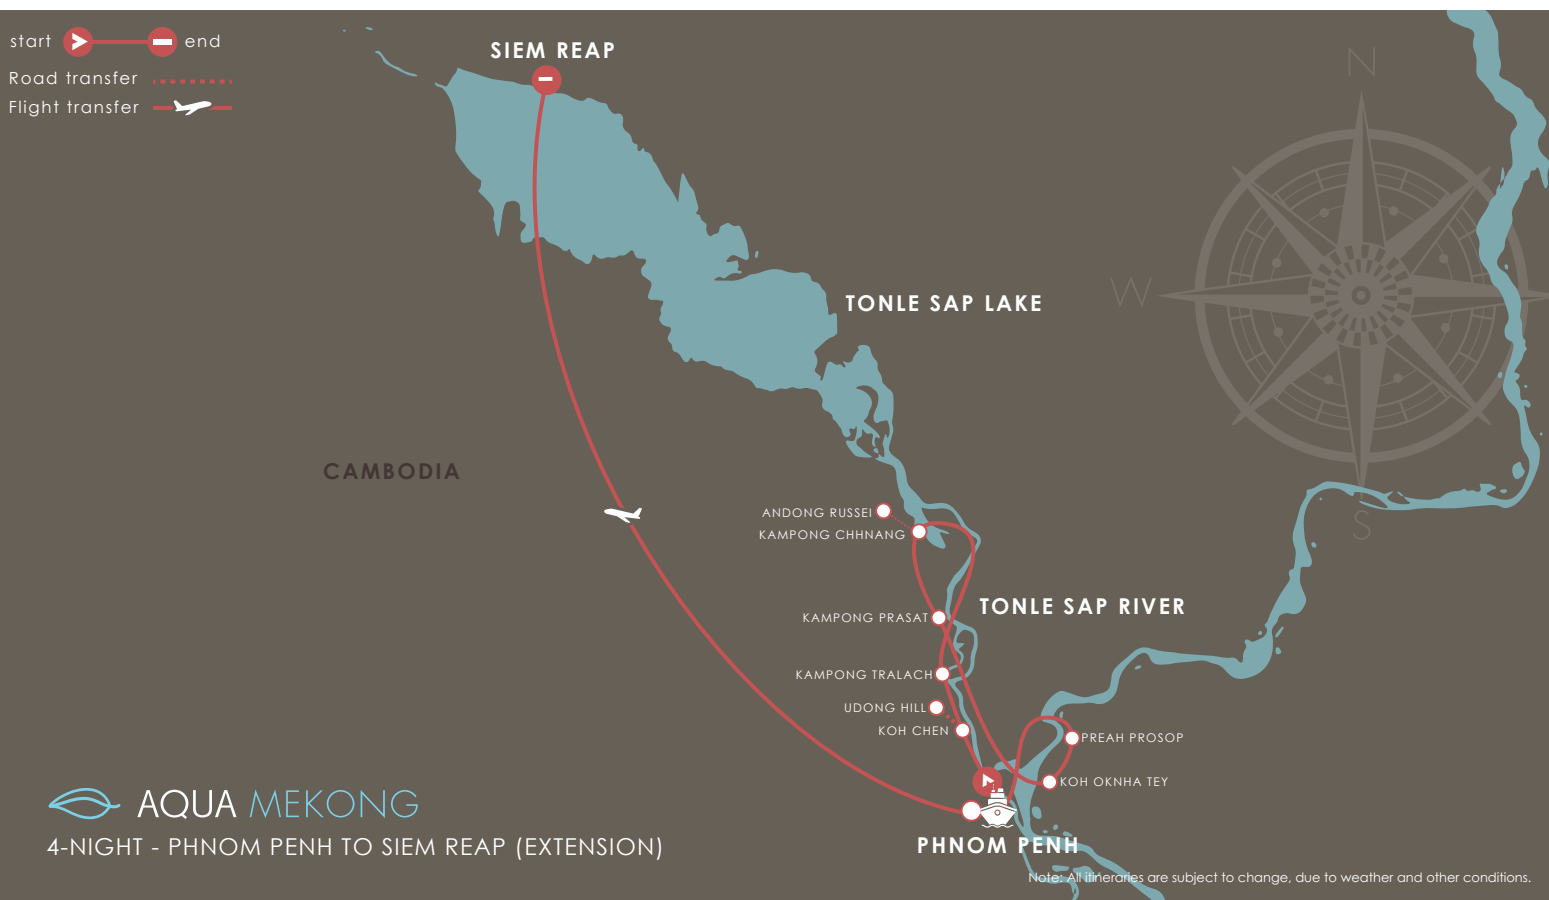 start
end
Road transfer
Flight transfer
SIEM REAP
N
W
TONLE SAP LAKE
CAMBODIA
ANDONG RUSSEI
KAMPONG CHHNANG
S
TONLE SAP RIVER
KAMPONG PRASAT
KAMPONG TRALACH
UDONG HILL
KOH CHEN
PREAH PROSOP
KOH OKNHA TEY
AQUA MEKONG
4-NIGHT - PHNOM PENH TO SIEM REAP (EXTENSION)
PHNOM PENH
Note: All itineraries are subject to change, due to weather and other conditions.